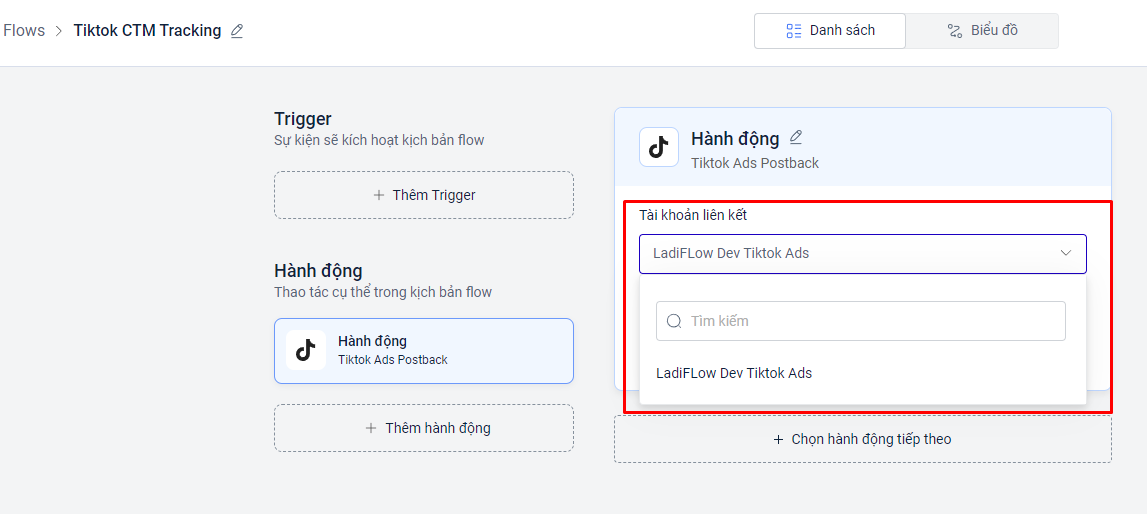 Flows > Tiktok CTM Tracking
Danh sách
Biểu đồ
Trigger
Sự kiện sẽ kích hoạt kịch bản flow
+ Thêm Trigger
Hành động
Thao tác cụ thể trong kịch bản flow
Hành động
Tiktok Ads Postback
+ Thêm hành động
Hành động
Tiktok Ads Postback
Tài khoản liên kết
LadiFLow Dev Tiktok Ads
Tìm kiếm
LadiFLow Dev Tiktok Ads
+ Chọn hành động tiếp theo